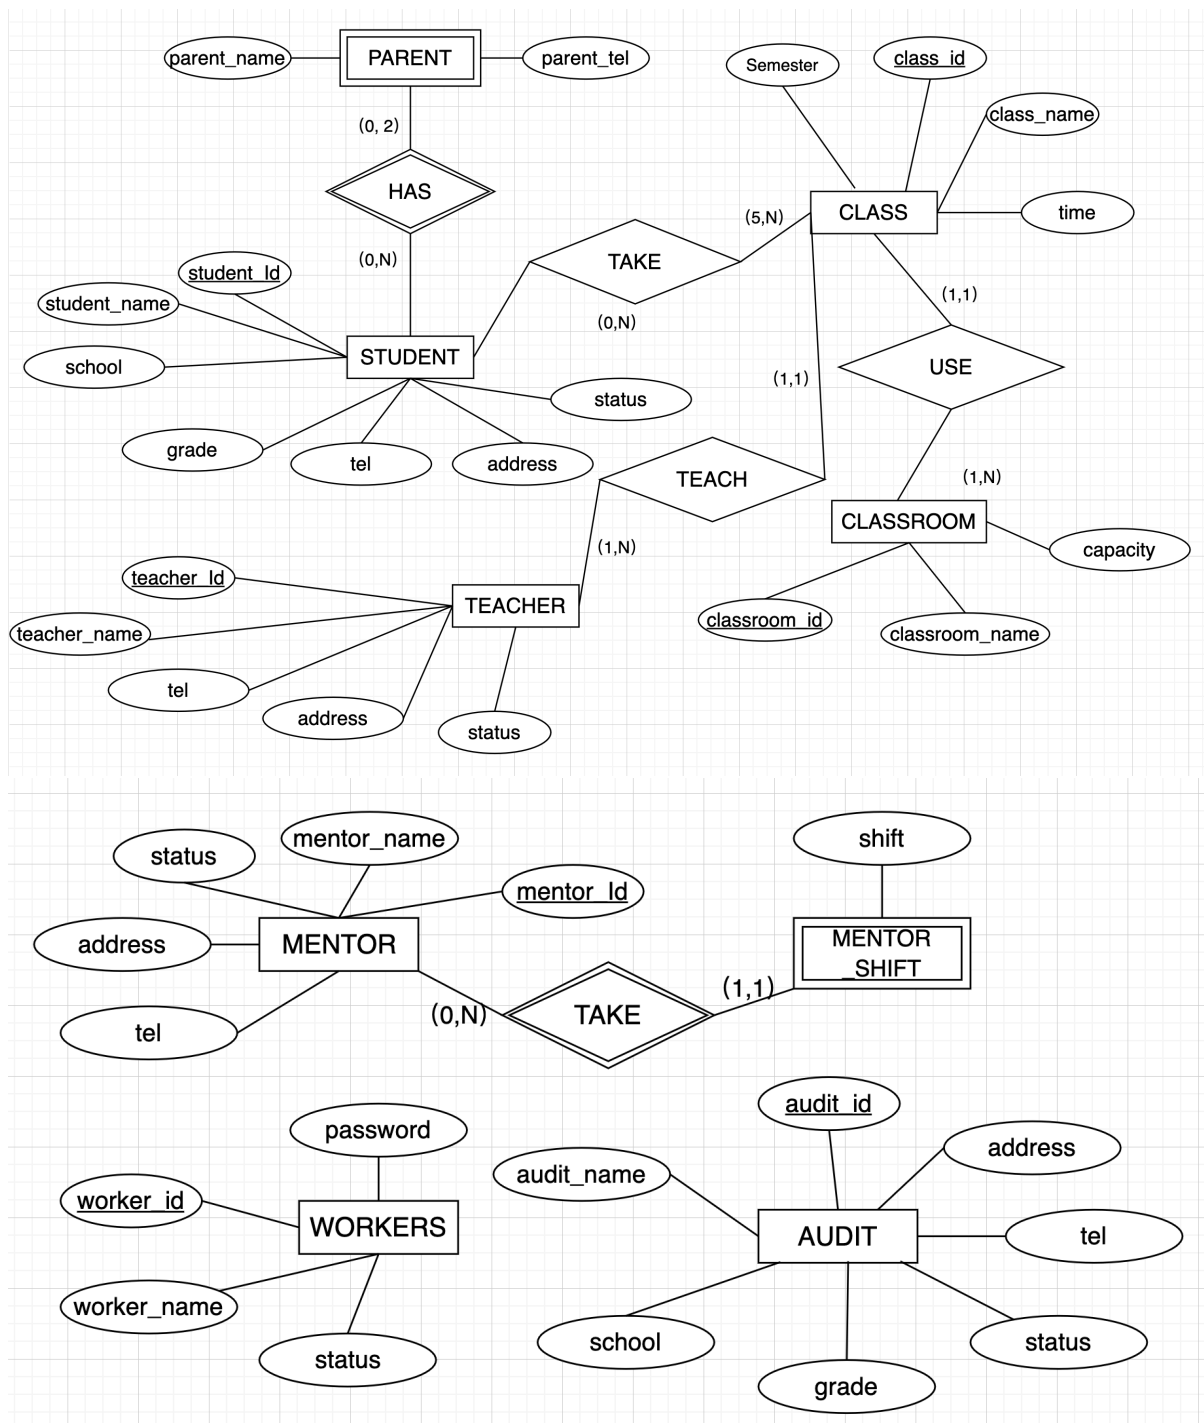 parent_name
PARENT
parent_tel
Semester
class_id
class_name
(0, 2)
HAS
CLASS
time
(5,N)
(0,N)
TAKE
student_Id
student_name
(1,1)
(0,N)
school
STUDENT
USE
(1,1)
status
grade
tel
address
TEACH
(1,N)
CLASSROOM
capacity
(1,N)
teacher_Id
TEACHER
classroom_id
teacher_name
classroom_name
tel
address
status
status
mentor_name
shift
mentor_Id
address
MENTOR
MENTOR
_SHIFT
(0,N)
TAKE
(1,1)
tel
audit_id
password
address
audit_name
worker_id
WORKERS
AUDIT
tel
worker_name
school
status
status
grade